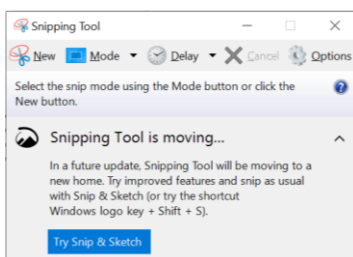 Snipping Tool
New Mode Delay Cancel Options
Select the snip mode using the Mode button or click the
New button.
Snipping Tool is moving...
In a future update, Snipping Tool will be moving to a
new home. Try improved features and snip as usual
with Snip & Sketch (or try the shortcut
Windows logo key + Shift + S).
Try Snip & Sketch